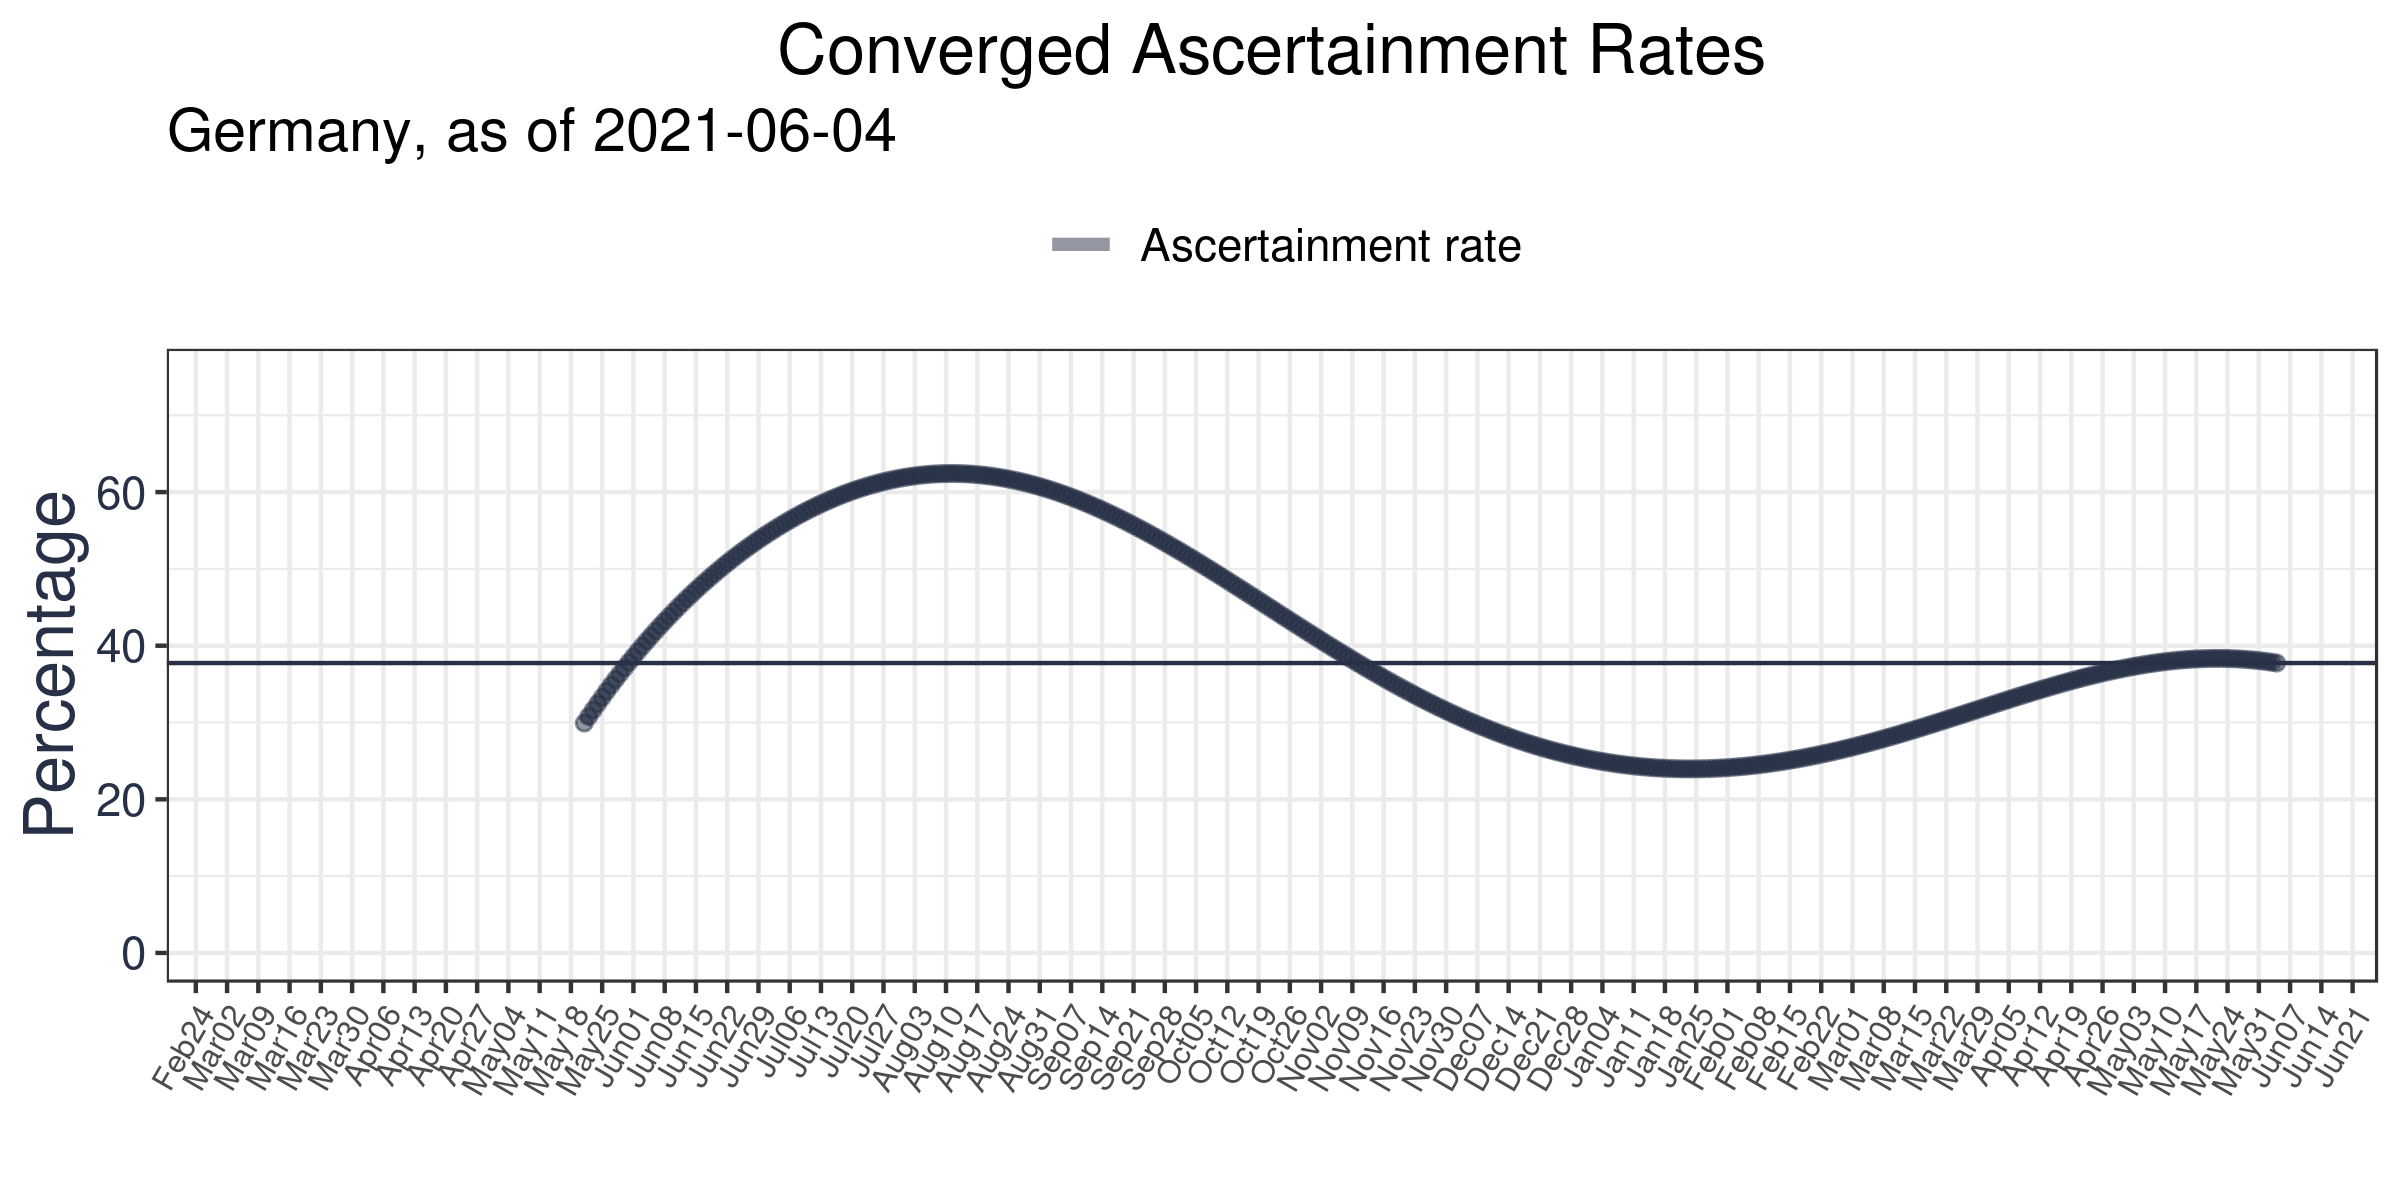 Converged Ascertainment Rates
Germany, as of 2021-06-04
Ascertainment rate
Percentage
60
40
20
0
Feb24 Mar02 Mar09 Mar16 Mar23 Mar30 Apr06 Apr13 Apr20 Apr27 May04 May11 May18 May25 Jun01 Jun08 Jun15 Jun22 Jun29 Jul06 Jul13 Jul20 Jul27 Aug03 Aug10 Aug17 Aug24 Aug31 Sep07 Sep14 Sep21 Sep28 Oct05 Oct12 Oct19 Oct26 Nov02 Nov09 Nov16 Nov23 Nov30 Dec07 Dec14 Dec21 Dec28 Jan04 Jan11 Jan18 Jan25 Feb01 Feb08 Feb15 Feb22 Mar01 Mar08 Mar15 Mar22 Mar29 Apr05 Apr12 Apr19 Apr26 May03 May10 May17 May24 May31 Jun07 Jun14 Jun21